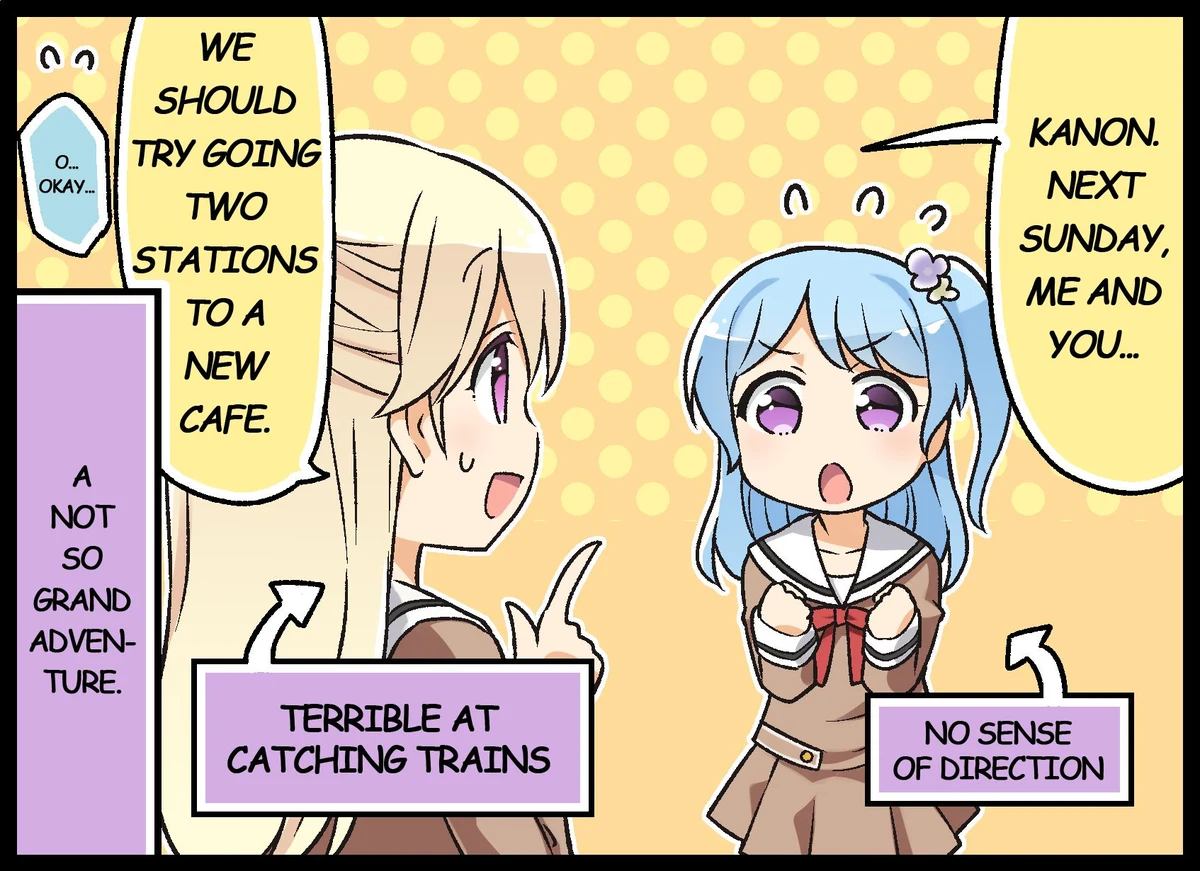 KANON.
NEXT
SUNDAY,
ME AND
YOU...
WE
SHOULD
TRY GOING
TWO
STATIONS
TO A
NEW
CAFE.
O...
OKAY...
NO SENSE
OF DIRECTION
TERRIBLE AT
CATCHING TRAINS
A
NOT
SO
GRAND
ADVEN-
TURE.